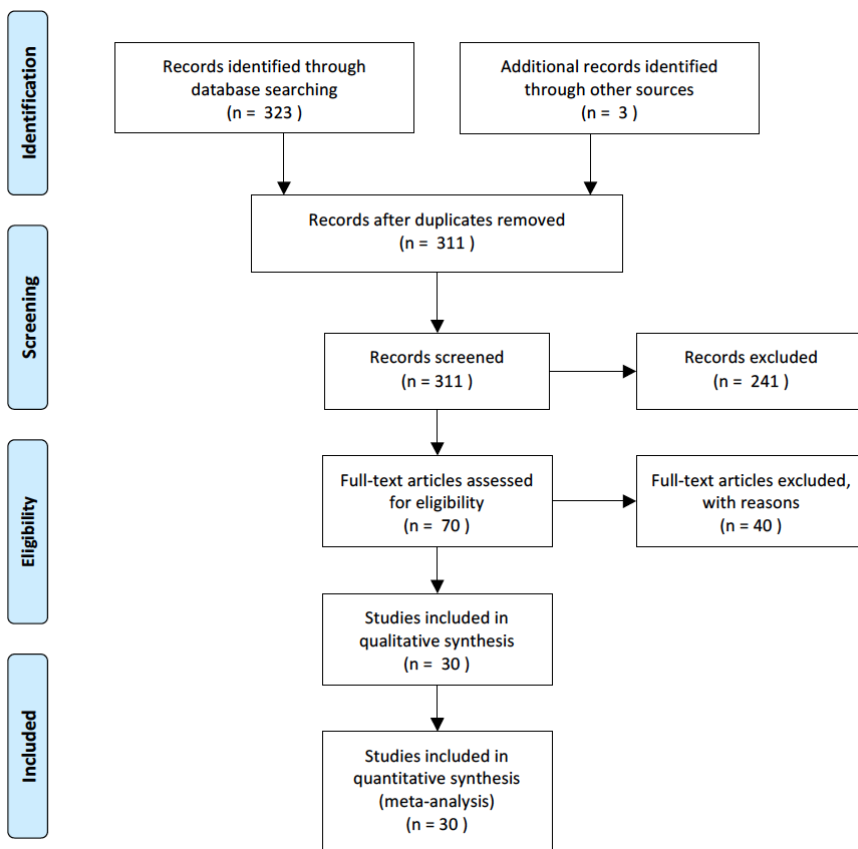 Identification
Records identified through
database searching
(n = 323 )
Additional records identified
through other sources
(n = 3 )
Records after duplicates removed
(n = 311 )
Screening
Records screened
(n = 311 )
Records excluded
(n = 241 )
Eligibility
Full-text articles assessed
for eligibility
(n = 70 )
Full-text articles excluded,
with reasons
(n = 40 )
Studies included in
qualitative synthesis
(n = 30 )
Included
Studies included in
quantitative synthesis
(meta-analysis)
(n = 30 )